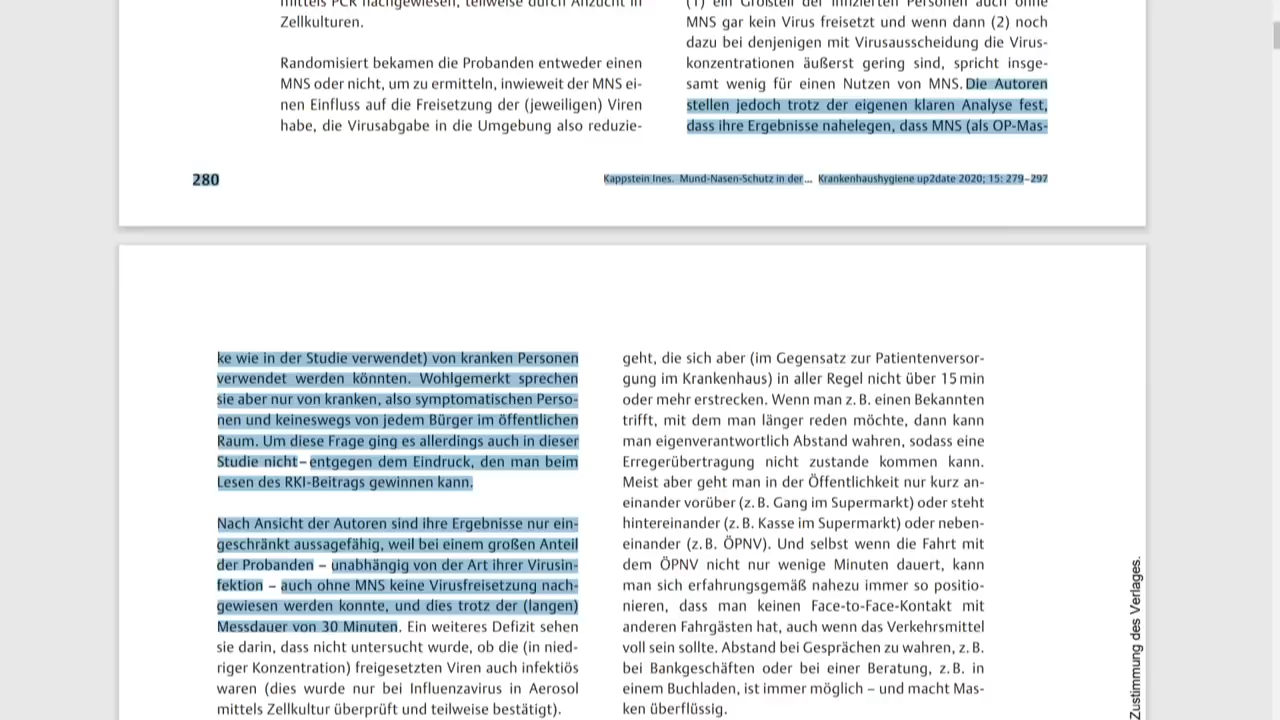 mittels PCR nachgewiesen, teilweise durch Anzucht in
Zellkulturen.
Randomisiert bekamen die Probanden entweder einen
MNS oder nicht, um zu ermitteln, inwieweit der MNS ei-
nen Einfluss auf die Freisetzung der (jeweiligen) Viren
habe, die Virusabgabe in die Umgebung also reduzie-
(1) ein Großteil der infizierten Personen auch ohne
MNS gar kein Virus freisetzt und wenn dann (2) noch
dazu bei denjenigen mit Virusausscheidung die Virus-
konzentrationen äußerst gering sind, spricht insge-
samt wenig für einen Nutzen von MNS. Die Autoren
stellen jedoch trotz der eigenen klaren Analyse fest,
dass ihre Ergebnisse nahelegen, dass MNS (als OP-Mas-
280
Kappstein Ines. Mund-Nasen-Schutz in der... Krankenhaushygiene up2date 2020; 15: 279–297
ke wie in der Studie verwendet) von kranken Personen
verwendet werden könnten. Wohlgemerkt sprechen
sie aber nur von kranken, also symptomatischen Perso-
nen und keineswegs von jedem Bürger im öffentlichen
Raum. Um diese Frage ging es allerdings auch in dieser
Studie nicht – entgegen dem Eindruck, den man beim
Lesen des RKI-Beitrags gewinnen kann.
Nach Ansicht der Autoren sind ihre Ergebnisse nur ein-
geschränkt aussagefähig, weil bei einem großen Anteil
der Probanden – unabhängig von der Art ihrer Virusin-
fektion – auch ohne MNS keine Virusfreisetzung nach-
gewiesen werden konnte, und dies trotz der (langen)
Messdauer von 30 Minuten. Ein weiteres Defizit sehen
sie darin, dass nicht untersucht wurde, ob die (in nied-
riger Konzentration) freigesetzten Viren auch infektiös
waren (dies wurde nur bei Influenzavirus in Aerosol
mittels Zellkultur überprüft und teilweise bestätigt).
geht, die sich aber (im Gegensatz zur Patientenversor-
gung im Krankenhaus) in aller Regel nicht über 15 min
oder mehr erstrecken. Wenn man z. B. einen Bekannten
trifft, mit dem man länger reden möchte, dann kann
man eigenverantwortlich Abstand wahren, sodass eine
Erregerübertragung nicht zustande kommen kann.
Meist aber geht man in der Öffentlichkeit nur kurz an-
einander vorüber (z. B. Gang im Supermarkt) oder steht
hintereinander (z. B. Kasse im Supermarkt) oder neben-
einander (z. B. ÖPNV). Und selbst wenn die Fahrt mit
dem ÖPNV nicht nur wenige Minuten dauert, kann
man sich erfahrungsgemäß nahezu immer so positio-
nieren, dass man keinen Face-to-Face-Kontakt mit
anderen Fahrgästen hat, auch wenn das Verkehrsmittel
voll sein sollte. Abstand bei Gesprächen zu wahren, z. B.
bei Bankgeschäften oder bei einer Beratung, z. B. in
einem Buchladen, ist immer möglich – und macht Mas-
ken überflüssig.
Zustimmung des Verlages.